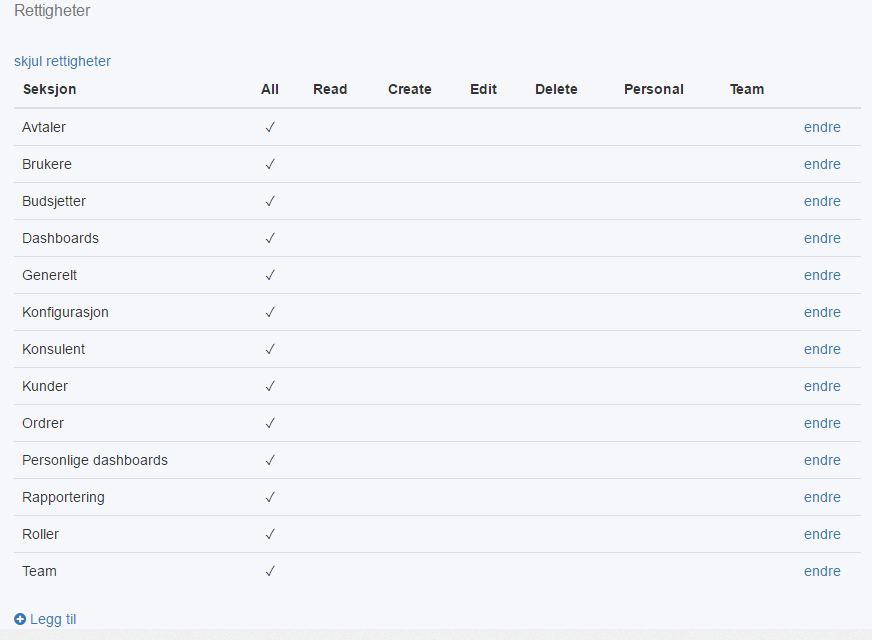 Rettigheter
skjul rettigheter
Seksjon All Read Create Edit Delete Personal Team
Avtaler ✓ endre
Brukere ✓ endre
Budsjetter ✓ endre
Dashboards ✓ endre
Generelt ✓ endre
Konfigurasjon ✓ endre
Konsulent ✓ endre
Kunder ✓ endre
Ordrer ✓ endre
Personlige dashboards ✓ endre
Rapportering ✓ endre
Roller ✓ endre
Team ✓ endre
Legg til